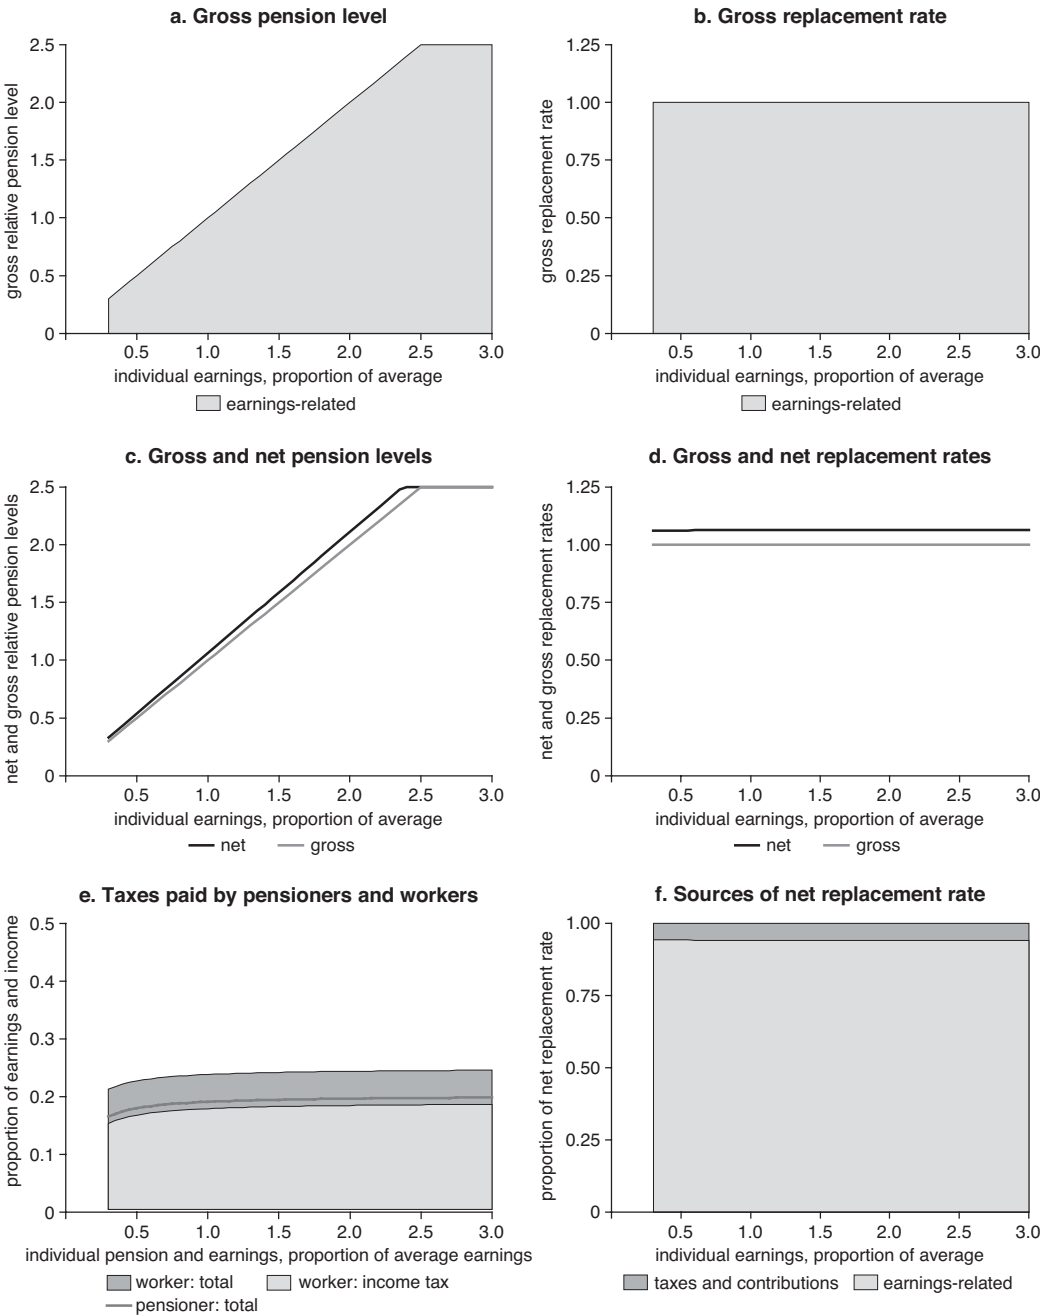 a. Gross pension level
gross relative pension level
2.5
2.0
1.5
1.0
0.5
0
0.5 1.0 1.5 2.0 2.5 3.0
individual earnings, proportion of average
earnings-related
b. Gross replacement rate
gross replacement rate
1.25
1.00
0.75
0.50
0.25
0
0.5 1.0 1.5 2.0 2.5 3.0
individual earnings, proportion of average
earnings-related
c. Gross and net pension levels
net and gross relative pension levels
2.5
2.0
1.5
1.0
0.5
0
0.5 1.0 1.5 2.0 2.5 3.0
individual earnings, proportion of average
net gross
d. Gross and net replacement rates
net and gross replacement rates
1.25
1.00
0.75
0.50
0.25
0
0.5 1.0 1.5 2.0 2.5 3.0
individual earnings, proportion of average
net gross
e. Taxes paid by pensioners and workers
proportion of earnings and income
0.5
0.4
0.3
0.2
0.1
0
0.5 1.0 1.5 2.0 2.5 3.0
individual pension and earnings, proportion of average earnings
worker: total worker: income tax
pensioner: total
f. Sources of net replacement rate
proportion of net replacement rate
1.00
0.75
0.50
0.25
0
0.5 1.0 1.5 2.0 2.5 3.0
individual earnings, proportion of average
taxes and contributions earnings-related